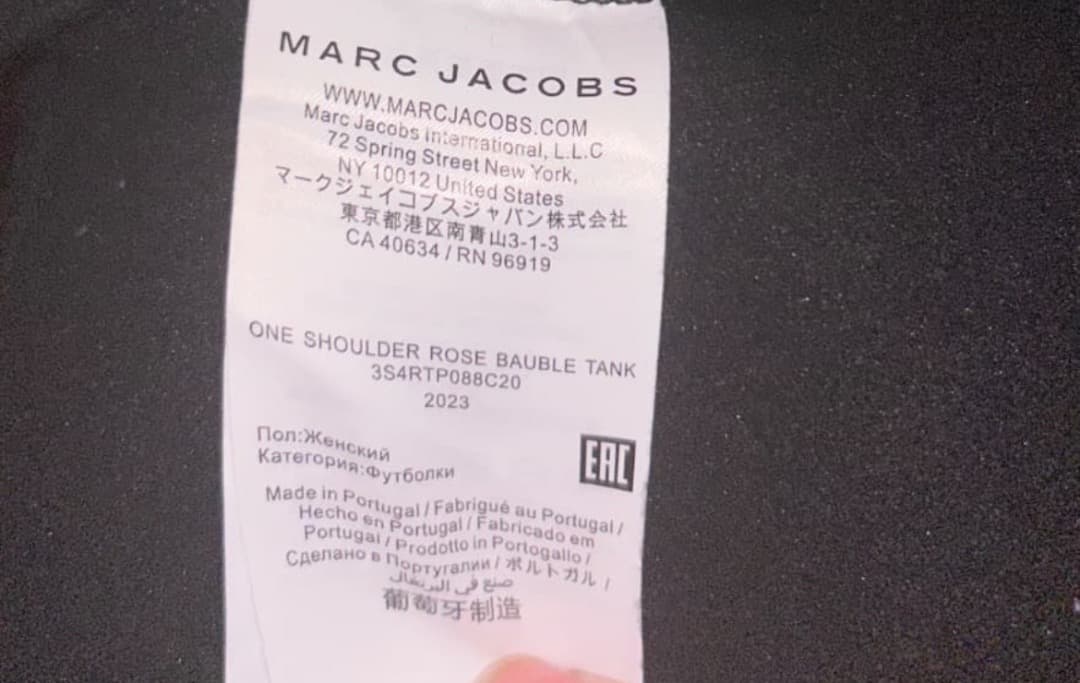 MARC JACOBS
WWW.MARCJACOBS.COM
Marc Jacobs International, L.L.C
72 Spring Street New York,
NY 10012 United States
マークジェイコブスジャパン株式会社
東京都港区南青山3-1-3
CA 40634 / RN 96919
ONE SHOULDER ROSE BAUBLE TANK
3S4RTP088C20
2023
Пол:Женский
Категория:Футболки
EAC
Made in Portugal / Fabriqué au Portugal /
Hecho en Portugal / Fabricado em
Portugal / Prodotto in Portogallo /
Сделано в Португалии / ポルトガル /
صنع في البرتغال
葡萄牙制造